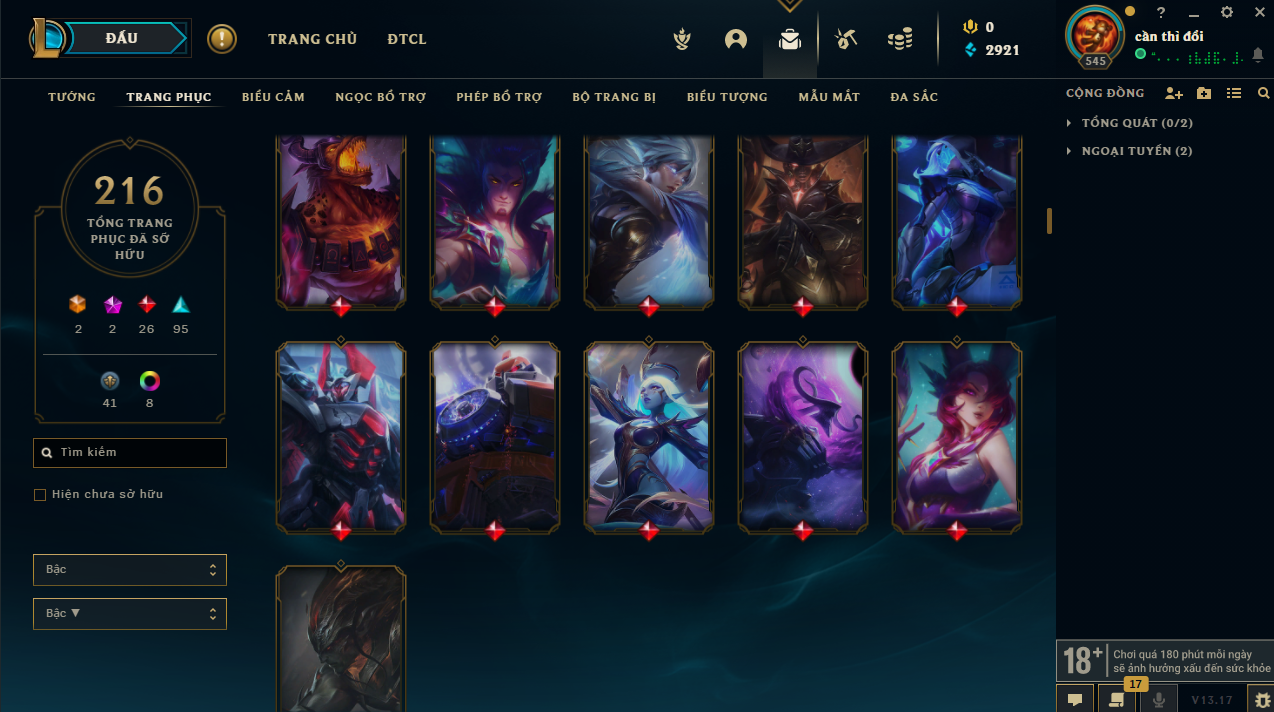 ĐẤU
TRANG CHỦ
ĐTCL
0
2921
?
cằn thì đổi
545
TƯỚNG
TRANG PHỤC
BIỂU CẢM
NGỌC BỔ TRỢ
PHÉP BỔ TRỢ
BỘ TRANG BỊ
BIỂU TƯỢNG
MẪU MẮT
ĐA SẮC
CỘNG ĐỒNG
TỔNG QUÁT (0/2)
NGOẠI TUYẾN (2)
216
TỔNG TRANG
PHỤC ĐÃ SỞ
HỮU
2
2
26
95
41
8
Tìm kiếm
Hiện chưa sở hữu
Bậc
Bậc ▼
18+
Chơi quá 180 phút mỗi ngày
sẽ ảnh hưởng xấu đến sức khỏe
17
V13.17